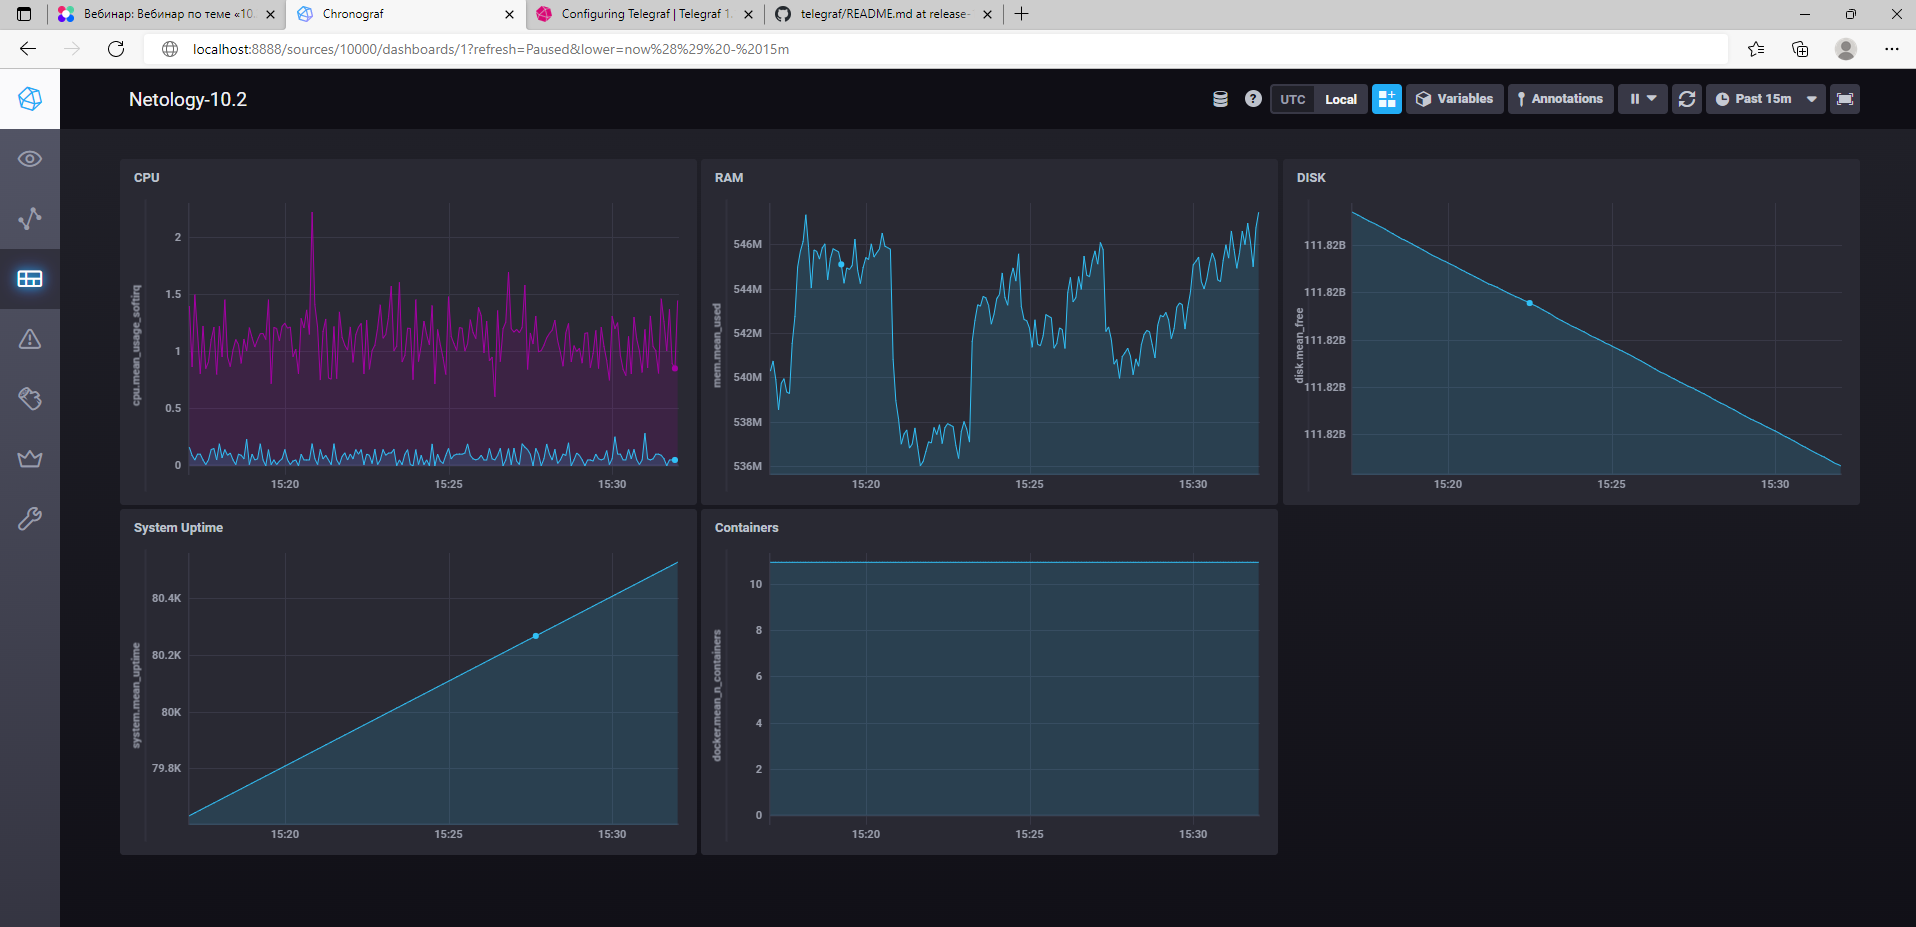 Вебинар: Вебинар по теме «10.
Chronograf
Configuring Telegraf | Telegraf 1.
telegraf/README.md at release-
localhost:8888/sources/10000/dashboards/1?refresh=Paused&lower=now%28%29%20-%2015m
Netology-10.2
UTC Local
Variables
Annotations
Past 15m
CPU
cpu.mean_usage_softirq
2
1.5
1
0.5
0
15:20 15:25 15:30
RAM
mem.mean_used
546M
544M
542M
540M
538M
536M
15:20 15:25 15:30
DISK
disk.mean_free
111.82B
111.82B
111.82B
111.82B
111.82B
15:20 15:25 15:30
System Uptime
system.mean_uptime
80.4K
80.2K
80K
79.8K
15:20 15:25 15:30
Containers
docker.mean_n_containers
10
8
6
4
2
0
15:20 15:25 15:30